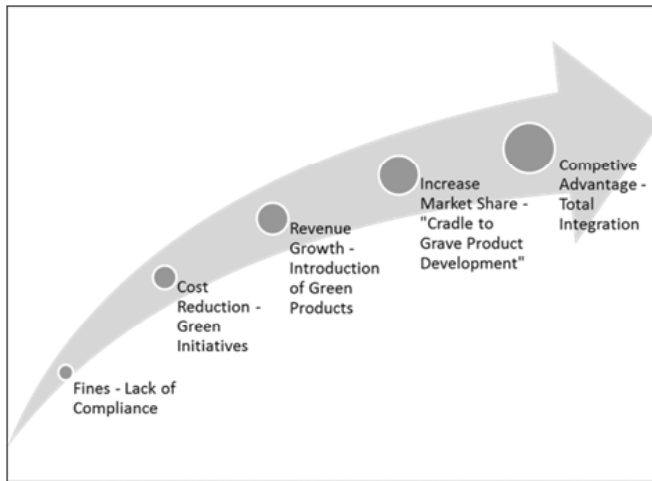 Fines - Lack of
Compliance
Cost
Reduction -
Green
Initiatives
Revenue
Growth -
Introduction
of Green
Products
Increase
Market Share -
"Cradle to
Grave Product
Development"
Competive
Advantage -
Total
Integration